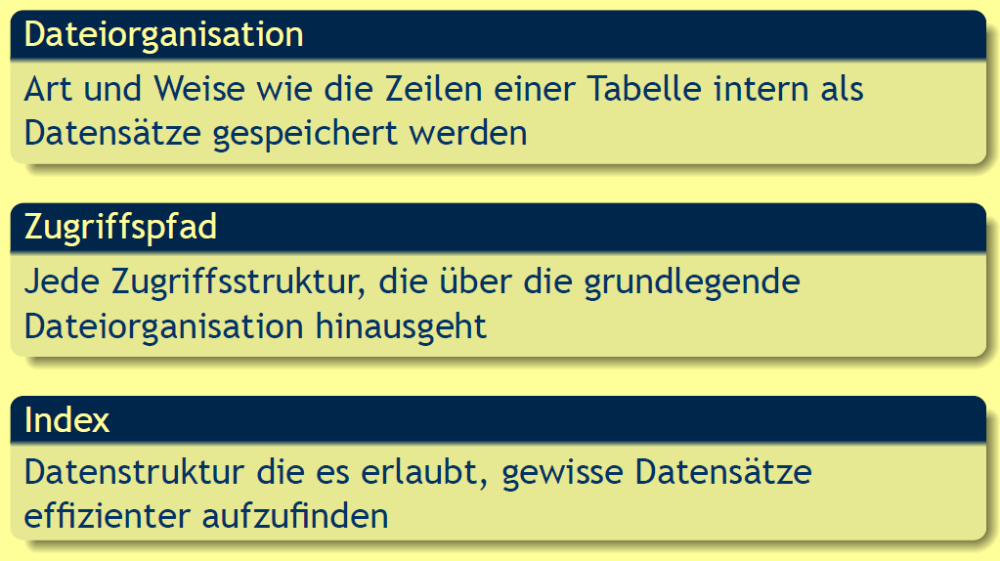 Dateiorganisation
Art und Weise wie die Zeilen einer Tabelle intern als
Datensätze gespeichert werden
Zugriffspfad
Jede Zugriffsstruktur, die über die grundlegende
Dateiorganisation hinausgeht
Index
Datenstruktur die es erlaubt, gewisse Datensätze
effizienter aufzufinden